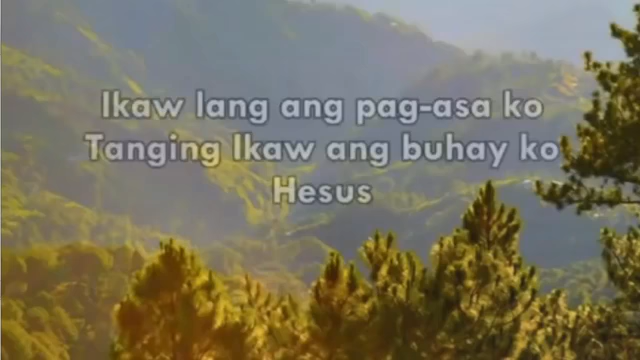 Ikaw lang ang pag-asa ko
Tanging Ikaw ang buhay ko
Hesus